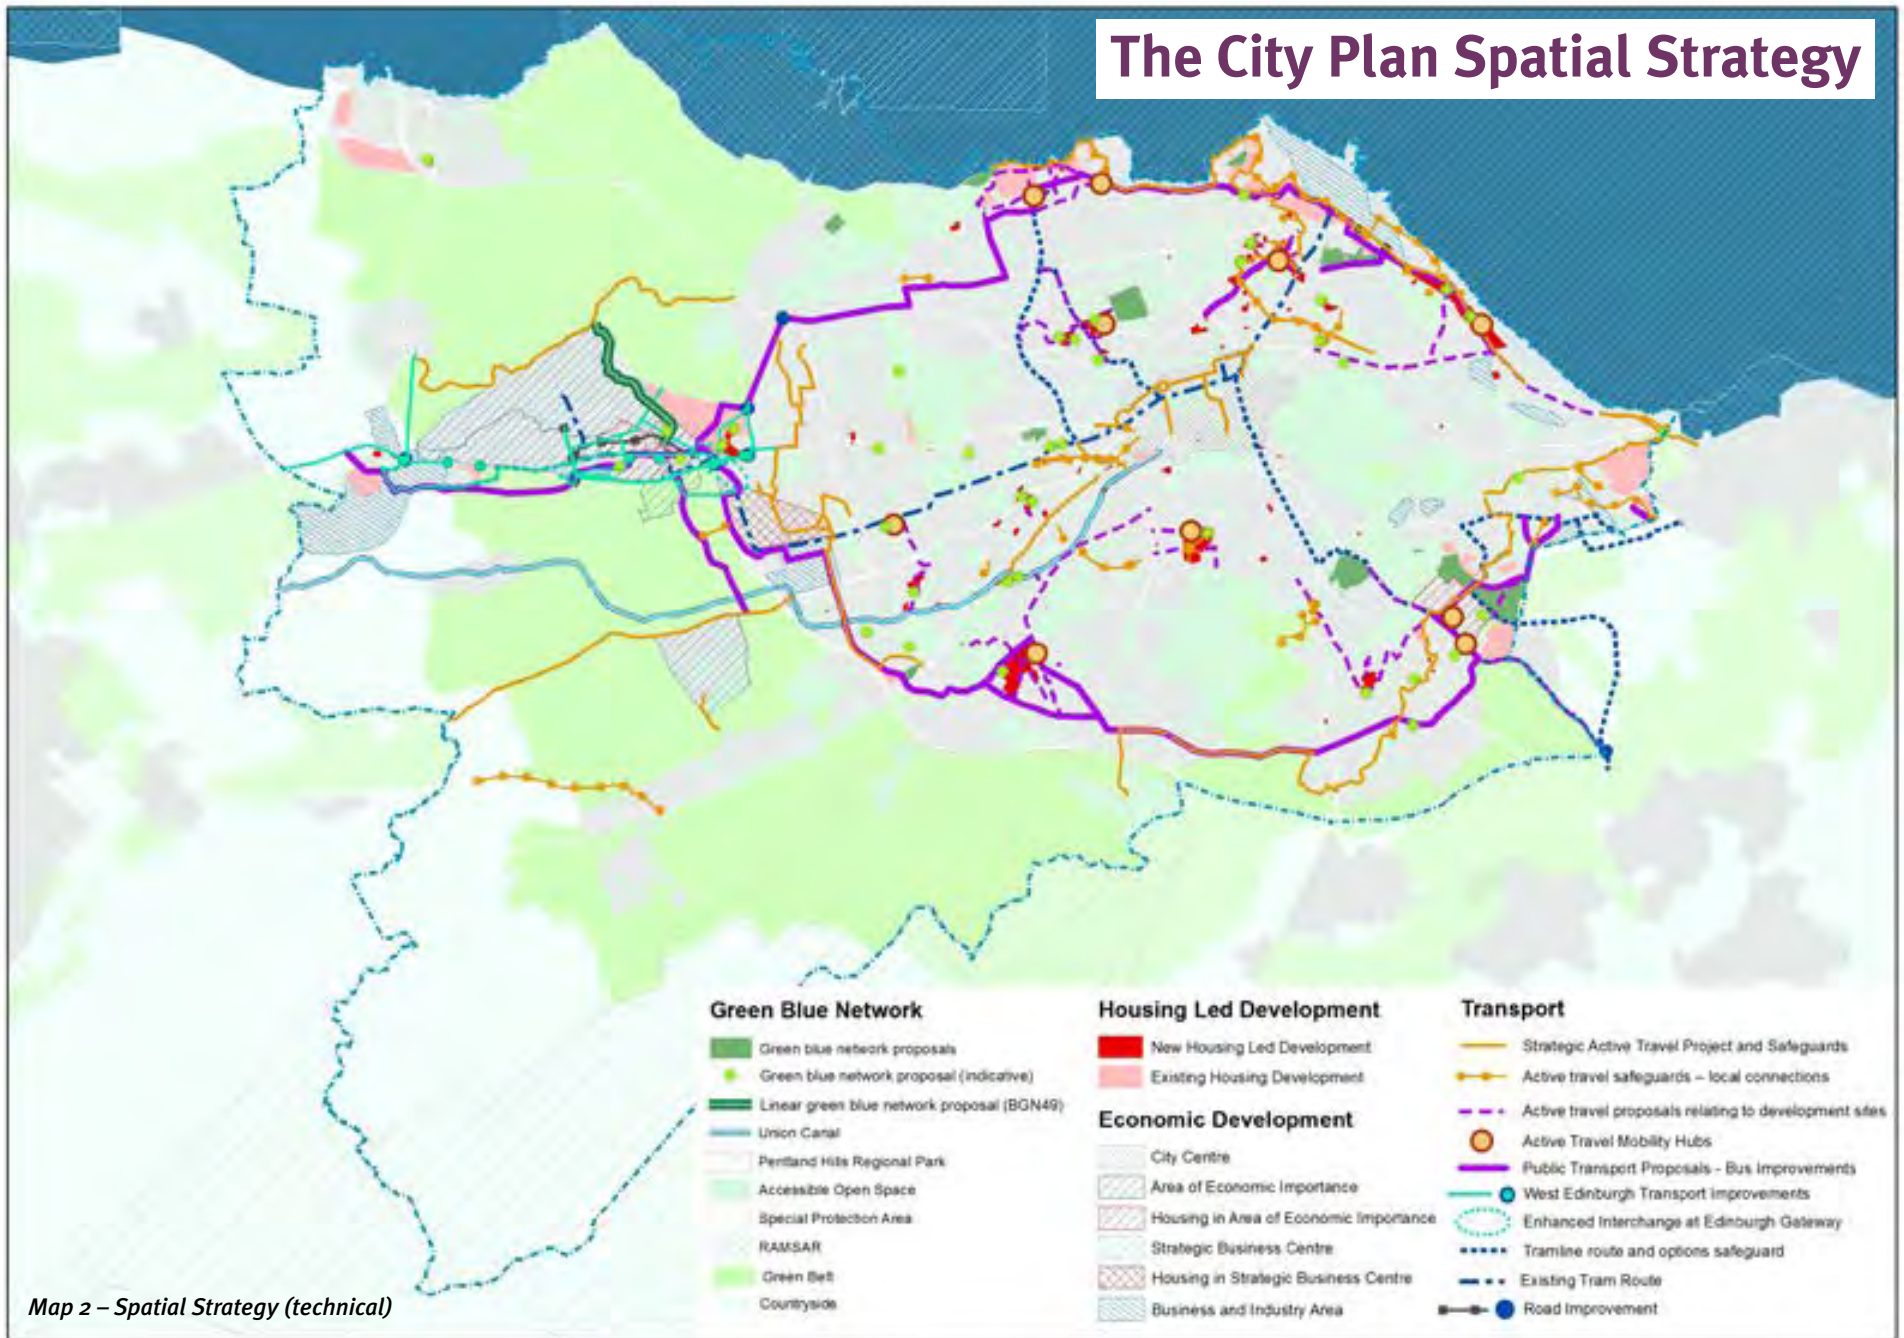 The City Plan Spatial Strategy
Green Blue Network
Green blue network proposals
Green blue network proposal (indicative)
Linear green blue network proposal (BGN49)
Union Canal
Pentland Hills Regional Park
Accessible Open Space
Special Protection Area
RAMSAR
Green Belt
Countryside
Housing Led Development
New Housing Led Development
Existing Housing Development
Economic Development
City Centre
Area of Economic Importance
Housing in Area of Economic Importance
Strategic Business Centre
Housing in Strategic Business Centre
Business and Industry Area
Transport
Strategic Active Travel Project and Safeguards
Active travel safeguards – local connections
Active travel proposals relating to development sites
Active Travel Mobility Hubs
Public Transport Proposals - Bus Improvements
West Edinburgh Transport Improvements
Enhanced Interchange at Edinburgh Gateway
Tramline route and options safeguard
Existing Tram Route
Road Improvement
Map 2 – Spatial Strategy (technical)